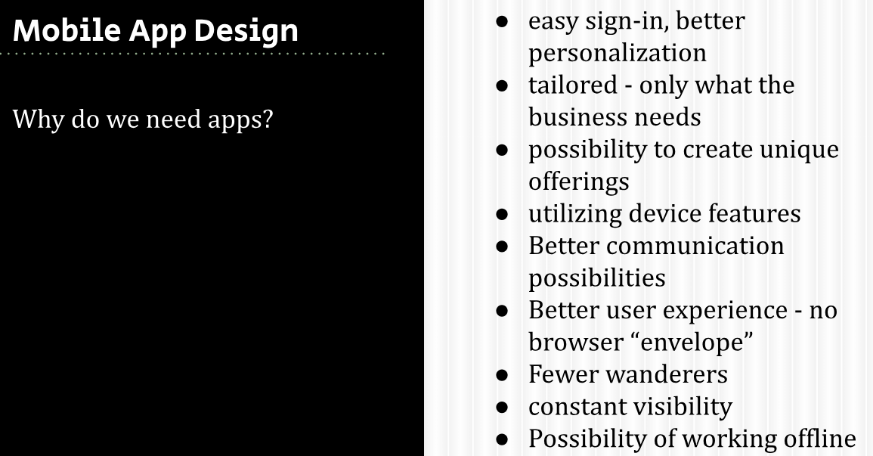 Mobile App Design
Why do we need apps?
● easy sign-in, better
personalization
● tailored - only what the
business needs
● possibility to create unique
offerings
● utilizing device features
● Better communication
possibilities
● Better user experience - no
browser “envelope”
● Fewer wanderers
● constant visibility
● Possibility of working offline